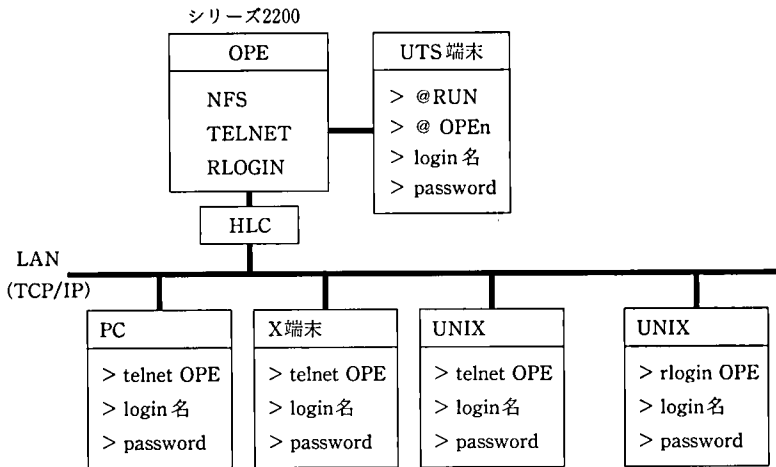 シリーズ2200
OPE
NFS
TELNET
RLOGIN
UTS端末
> @RUN
> @ OPEn
> login名
> password
HLC
LAN
(TCP/IP)
PC
> telnet OPE
> login名
> password
X端末
> telnet OPE
> login名
> password
UNIX
> telnet OPE
> login名
> password
UNIX
> rlogin OPE
> login名
> password